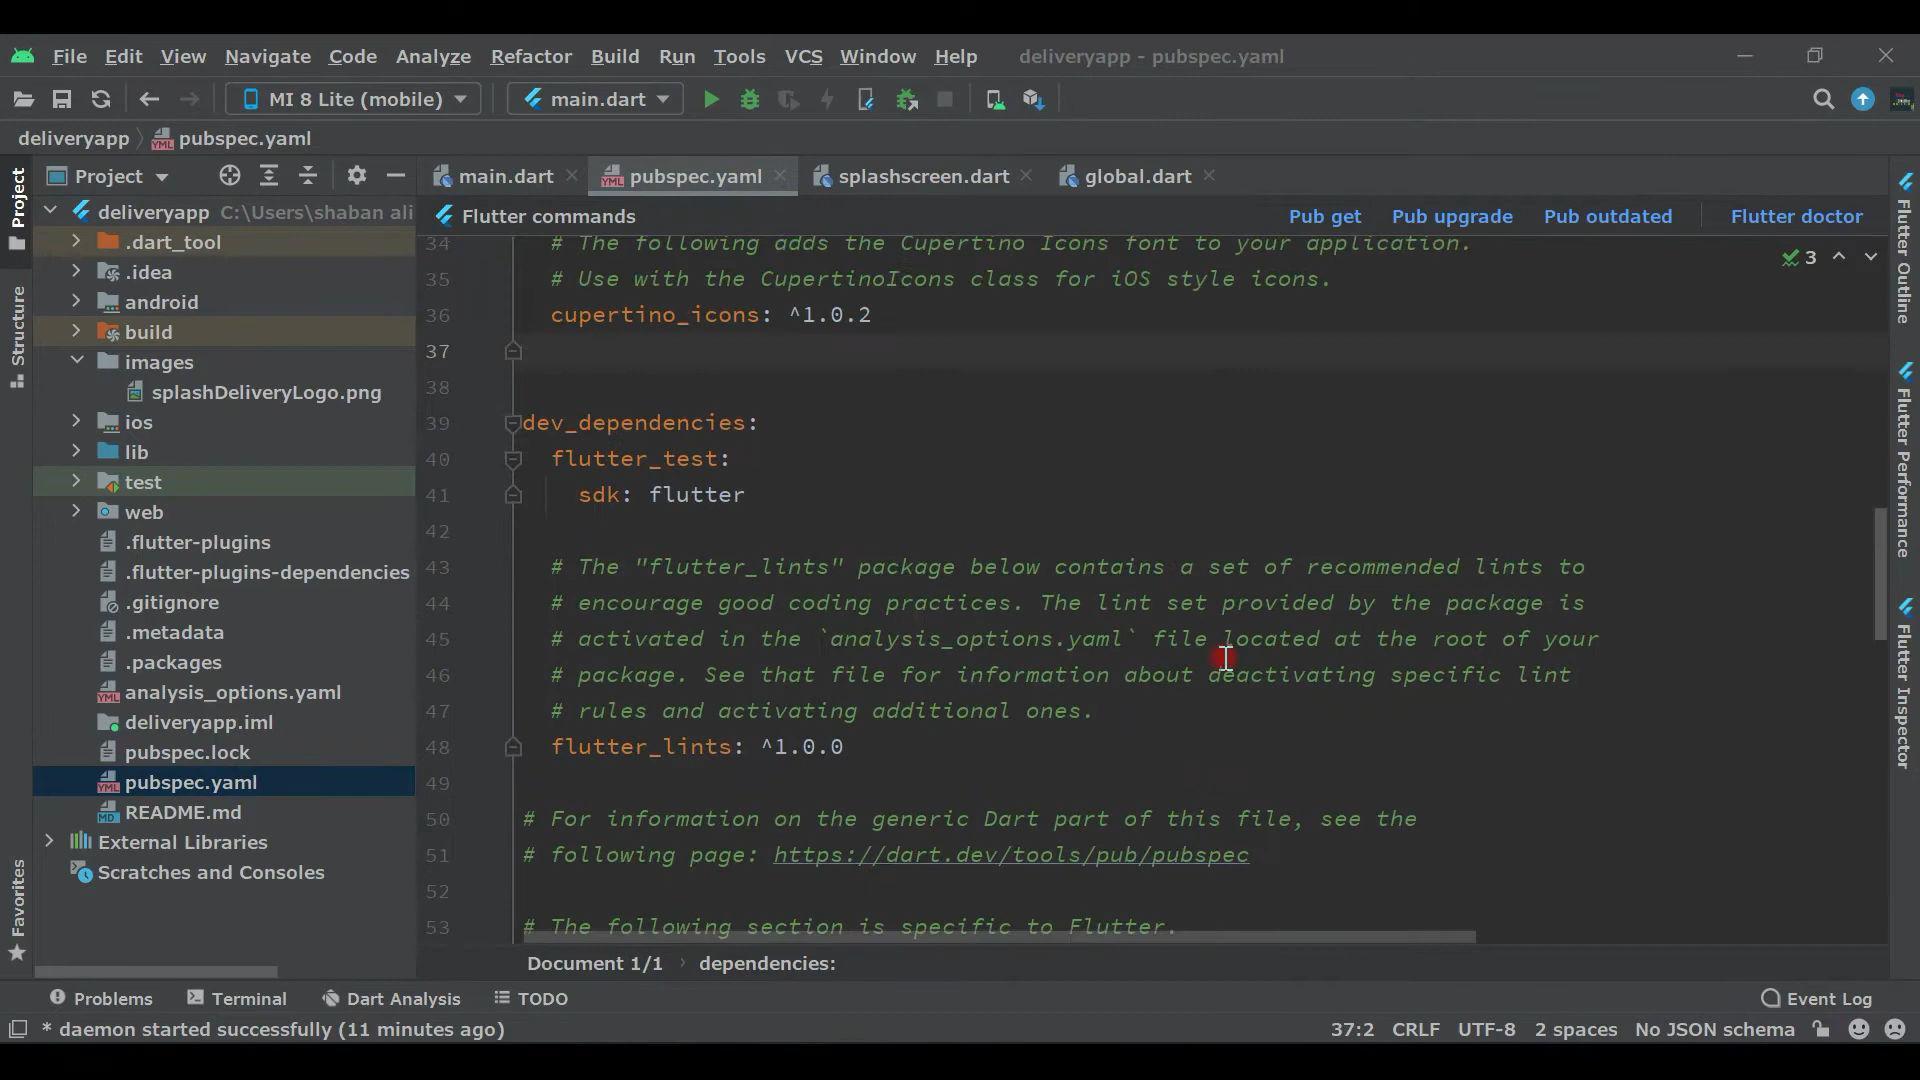 File Edit View Navigate Code Analyze Refactor Build Run Tools VCS Window Help deliveryapp - pubspec.yaml
MI 8 Lite (mobile) main.dart
deliveryapp pubspec.yaml
Project main.dart pubspec.yaml splashscreen.dart global.dart
deliveryapp C:\Users\shaban ali
.dart_tool
.idea
android
build
images
splashDeliveryLogo.png
ios
lib
test
web
.flutter-plugins
.flutter-plugins-dependencies
.gitignore
.metadata
.packages
analysis_options.yaml
deliveryapp.iml
pubspec.lock
pubspec.yaml
README.md
External Libraries
Scratches and Consoles
Project
Structure
Favorites
Flutter commands Pub get Pub upgrade Pub outdated Flutter doctor
3
34 # The following adds the Cupertino Icons font to your application.
35 # Use with the CupertinoIcons class for iOS style icons.
36 cupertino_icons: ^1.0.2
37
38
39 dev_dependencies:
40 flutter_test:
41 sdk: flutter
42
43 # The "flutter_lints" package below contains a set of recommended lints to
44 # encourage good coding practices. The lint set provided by the package is
45 # activated in the `analysis_options.yaml` file located at the root of your
46 # package. See that file for information about deactivating specific lint
47 # rules and activating additional ones.
48 flutter_lints: ^1.0.0
49
50 # For information on the generic Dart part of this file, see the
51 # following page: https://dart.dev/tools/pub/pubspec
52
53 # The following section is specific to Flutter.
Document 1/1 dependencies:
Flutter Outline
Flutter Performance
Flutter Inspector
Problems Terminal Dart Analysis TODO Event Log
* daemon started successfully (11 minutes ago) 37:2 CRLF UTF-8 2 spaces No JSON schema